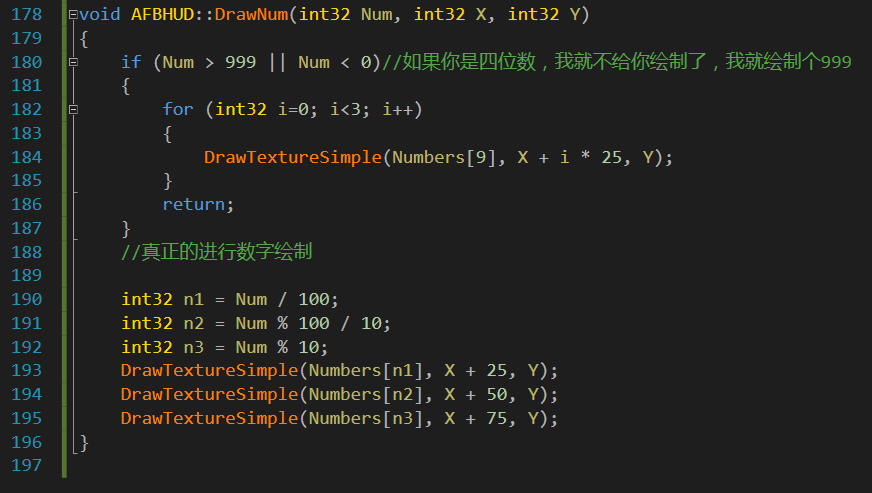 178 void AFBHUD::DrawNum(int32 Num, int32 X, int32 Y)
179 {
180 if (Num > 999 || Num < 0)//如果你是四位数，我就不给你绘制了，我就绘制个999
181 {
182 for (int32 i=0; i<3; i++)
183 {
184 DrawTextureSimple(Numbers[9], X + i * 25, Y);
185 }
186 return;
187 }
188 //真正的进行数字绘制
189
190 int32 n1 = Num / 100;
191 int32 n2 = Num % 100 / 10;
192 int32 n3 = Num % 10;
193 DrawTextureSimple(Numbers[n1], X + 25, Y);
194 DrawTextureSimple(Numbers[n2], X + 50, Y);
195 DrawTextureSimple(Numbers[n3], X + 75, Y);
196 }
197